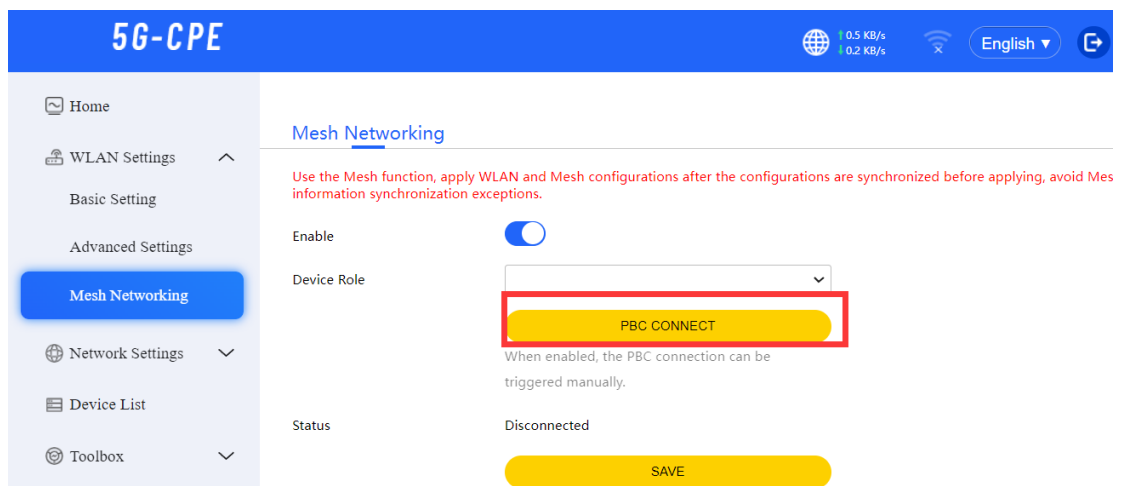 5G-CPE
↑ 0.5 KB/s
↓ 0.2 KB/s
English ▼
Home
WLAN Settings
Basic Setting
Advanced Settings
Mesh Networking
Network Settings
Device List
Toolbox
Mesh Networking
Use the Mesh function, apply WLAN and Mesh configurations after the configurations are synchronized before applying, avoid Mes
information synchronization exceptions.
Enable
Device Role
PBC CONNECT
When enabled, the PBC connection can be
triggered manually.
Status
Disconnected
SAVE